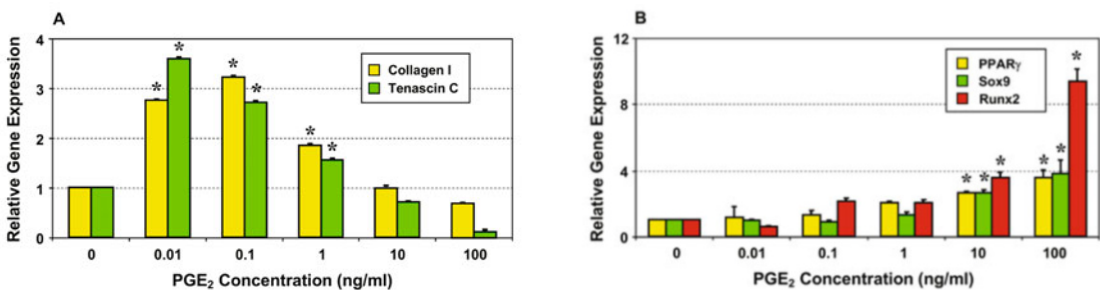 A
Relative Gene Expression
4
3
2
1
0
* * * * * *
Collagen I
Tenascin C
0 0.01 0.1 1 10 100
PGE₂ Concentration (ng/ml)
B
Relative Gene Expression
12
8
4
0
* * * * * *
PPARγ
Sox9
Runx2
0 0.01 0.1 1 10 100
PGE₂ Concentration (ng/ml)